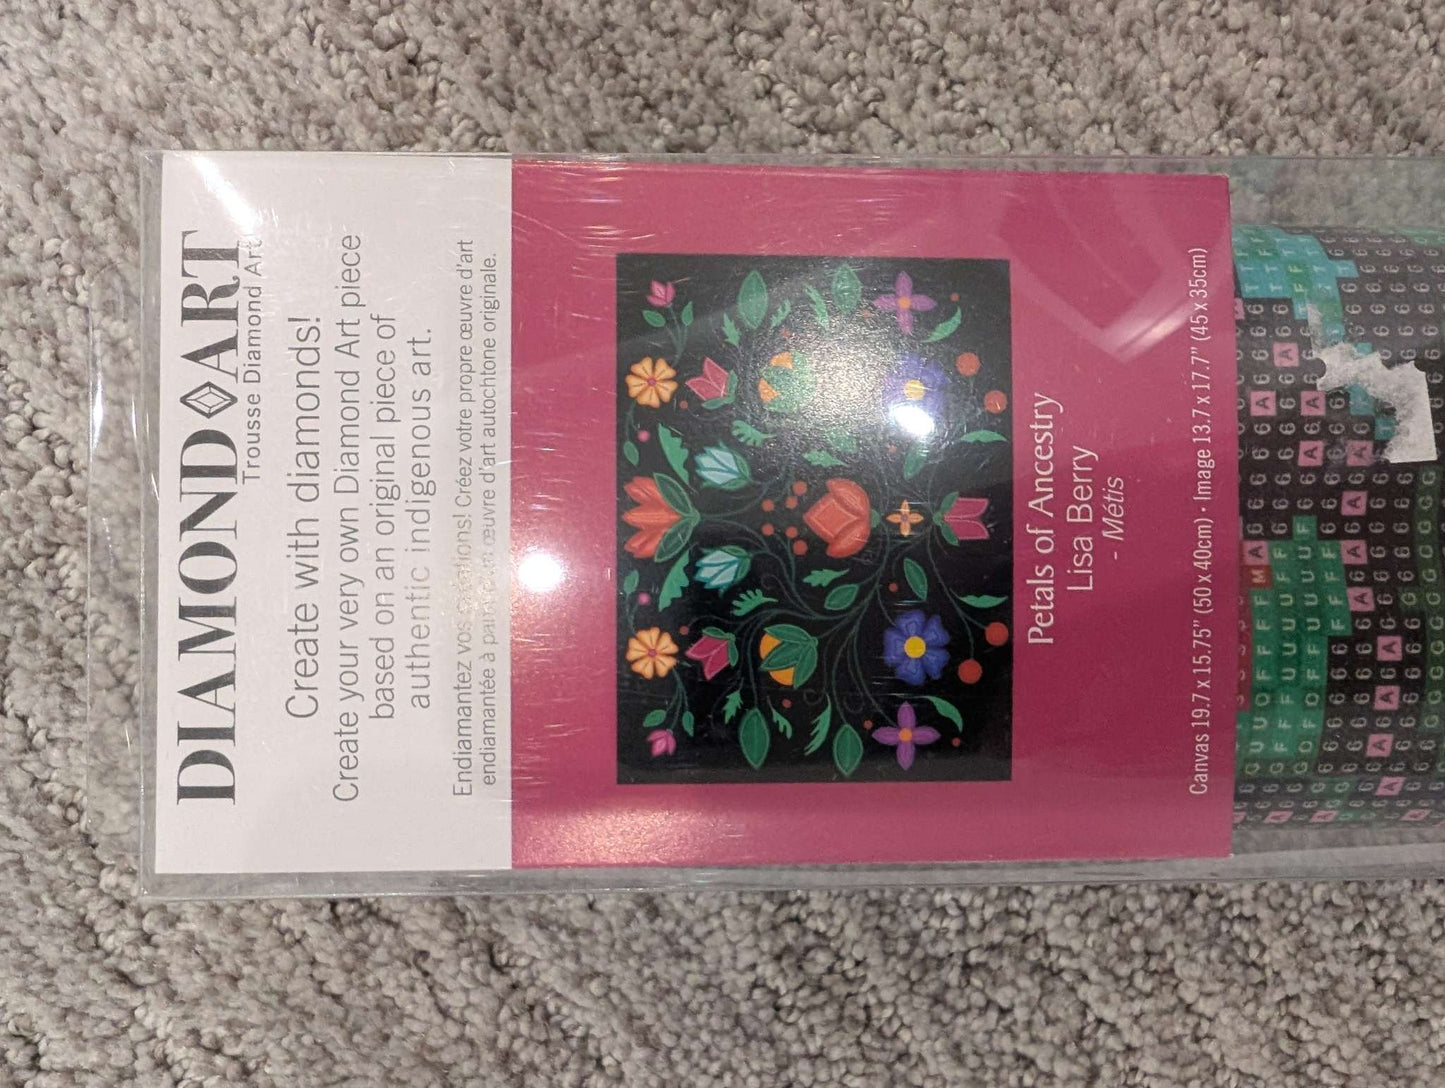 DIAMOND ART
Trousse Diamond Art
Create with diamonds!
Create your very own Diamond Art piece
based on an original piece of
authentic indigenous art.
Endiamantez vos créations! Créez votre propre œuvre d'art
endiamantée à partir d'une œuvre d'art autochtone originale.
Petals of Ancestry
Lisa Berry
- Métis
Canvas 19.7 x 15.75" (50 x 40cm) · Image 13.7 x 17.7" (45 x 35cm)